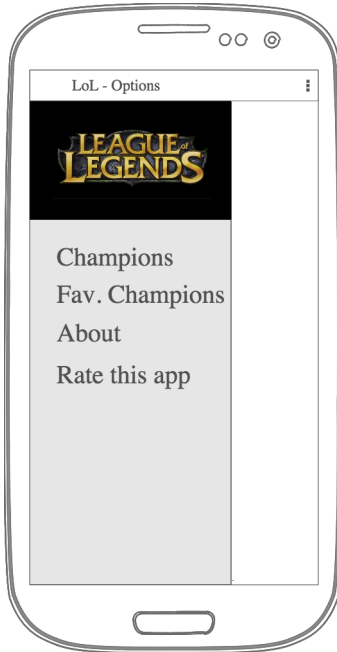 LoL - Options
LEAGUE of
LEGENDS
Champions
Fav. Champions
About
Rate this app